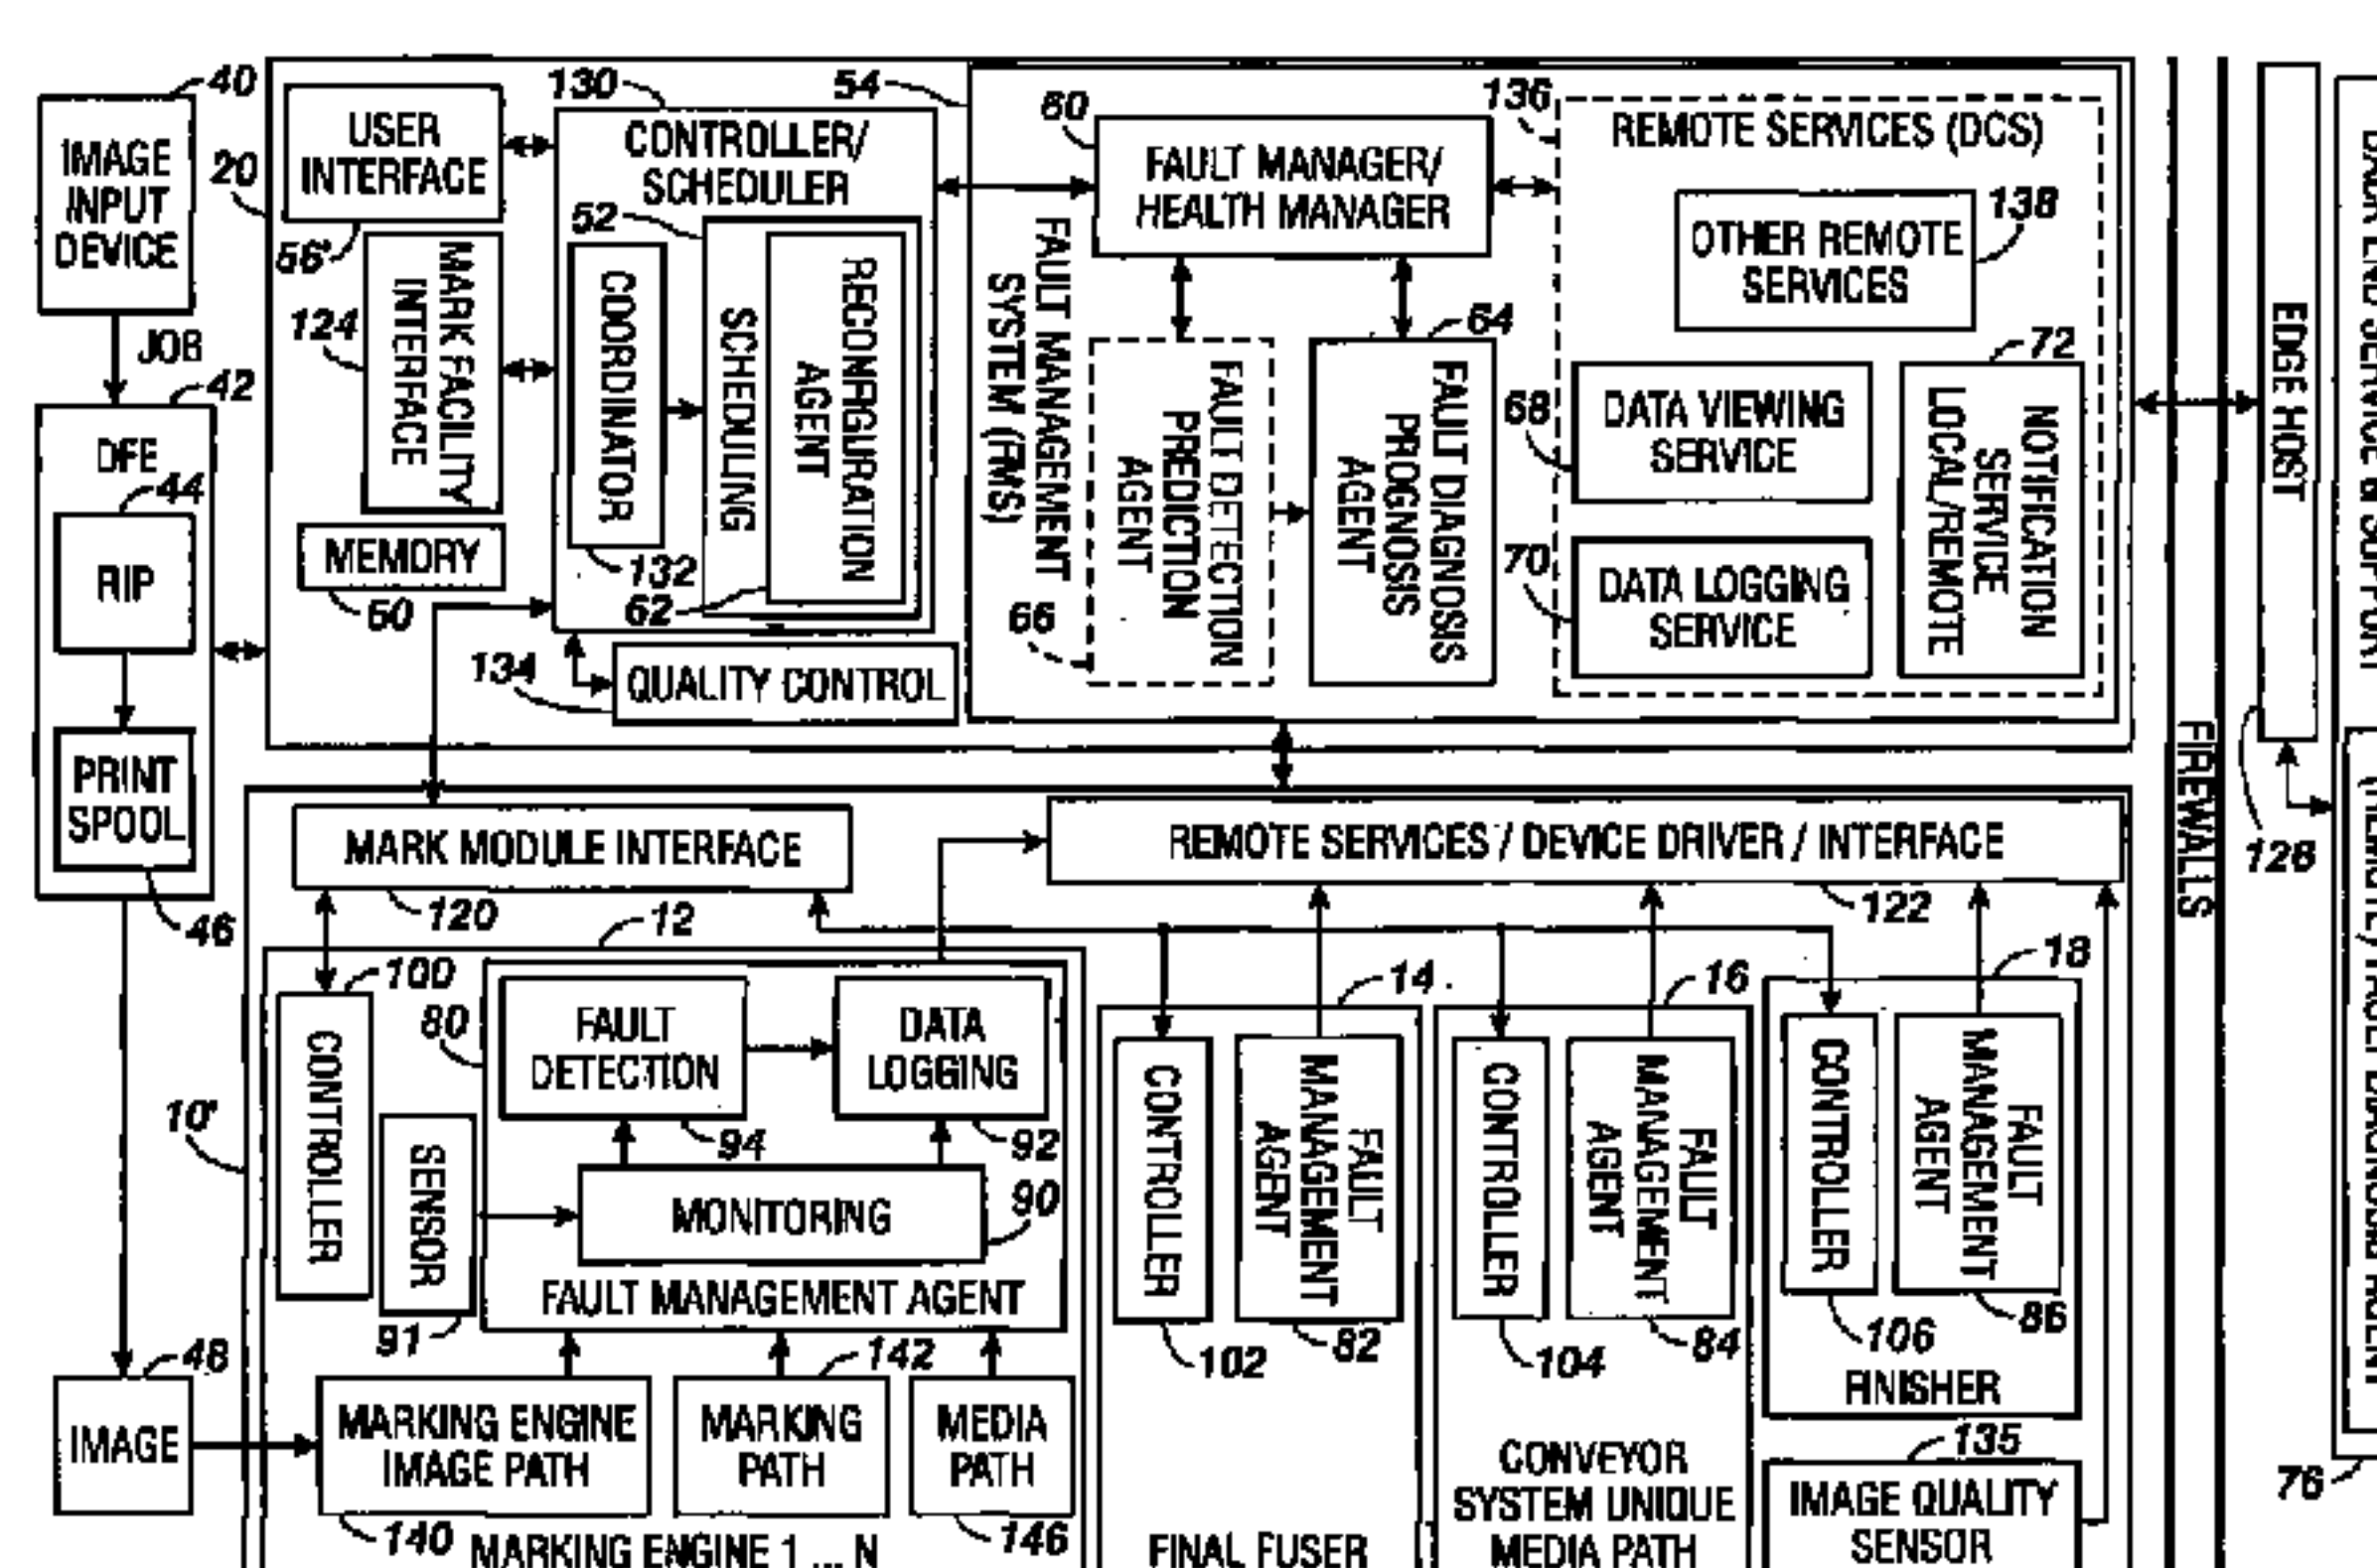 40
IMAGE
INPUT
DEVICE
20
JOB
42
DFE
44
RIP
PRINT
SPOOL
46
48
IMAGE
USER
INTERFACE
56'
124
MARK FACILITY
INTERFACE
MEMORY
60
130
CONTROLLER/
SCHEDULER
52
COORDINATOR
132
SCHEDULING
RECONFIGURATION
AGENT
62
134
QUALITY CONTROL
54
FAULT MANAGEMENT
SYSTEM (FMS)
60
FAULT MANAGER/
HEALTH MANAGER
FAULT DETECTION
PREDICTION
AGENT
66
64
FAULT DIAGNOSIS
PROGNOSIS
AGENT
136
REMOTE SERVICES (DCS)
138
OTHER REMOTE
SERVICES
68
DATA VIEWING
SERVICE
70
DATA LOGGING
SERVICE
72
NOTIFICATION
SERVICE
LOCAL/REMOTE
FIREWALLS
EDGE HOST
126
76
10'
MARK MODULE INTERFACE
120
REMOTE SERVICES / DEVICE DRIVER / INTERFACE
122
12
100
CONTROLLER
80
FAULT
DETECTION
94
DATA
LOGGING
92
SENSOR
91
MONITORING
90
FAULT MANAGEMENT AGENT
MARKING ENGINE
IMAGE PATH
140
142
MARKING
PATH
MEDIA
PATH
146
MARKING ENGINE 1 ... N
14
CONTROLLER
102
FAULT
MANAGEMENT
AGENT
82
FINAL FUSER
16
CONTROLLER
104
FAULT
MANAGEMENT
AGENT
84
CONVEYOR
SYSTEM UNIQUE
MEDIA PATH
18
CONTROLLER
106
FAULT
MANAGEMENT
AGENT
86
FINISHER
135
IMAGE QUALITY
SENSOR